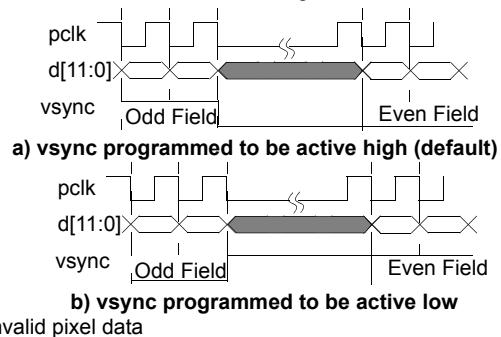 pclk
d[11:0]
vsync
Odd Field
Even Field
a) vsync programmed to be active high (default)
pclk
d[11:0]
vsync
Odd Field
Even Field
b) vsync programmed to be active low
nvalid pixel data